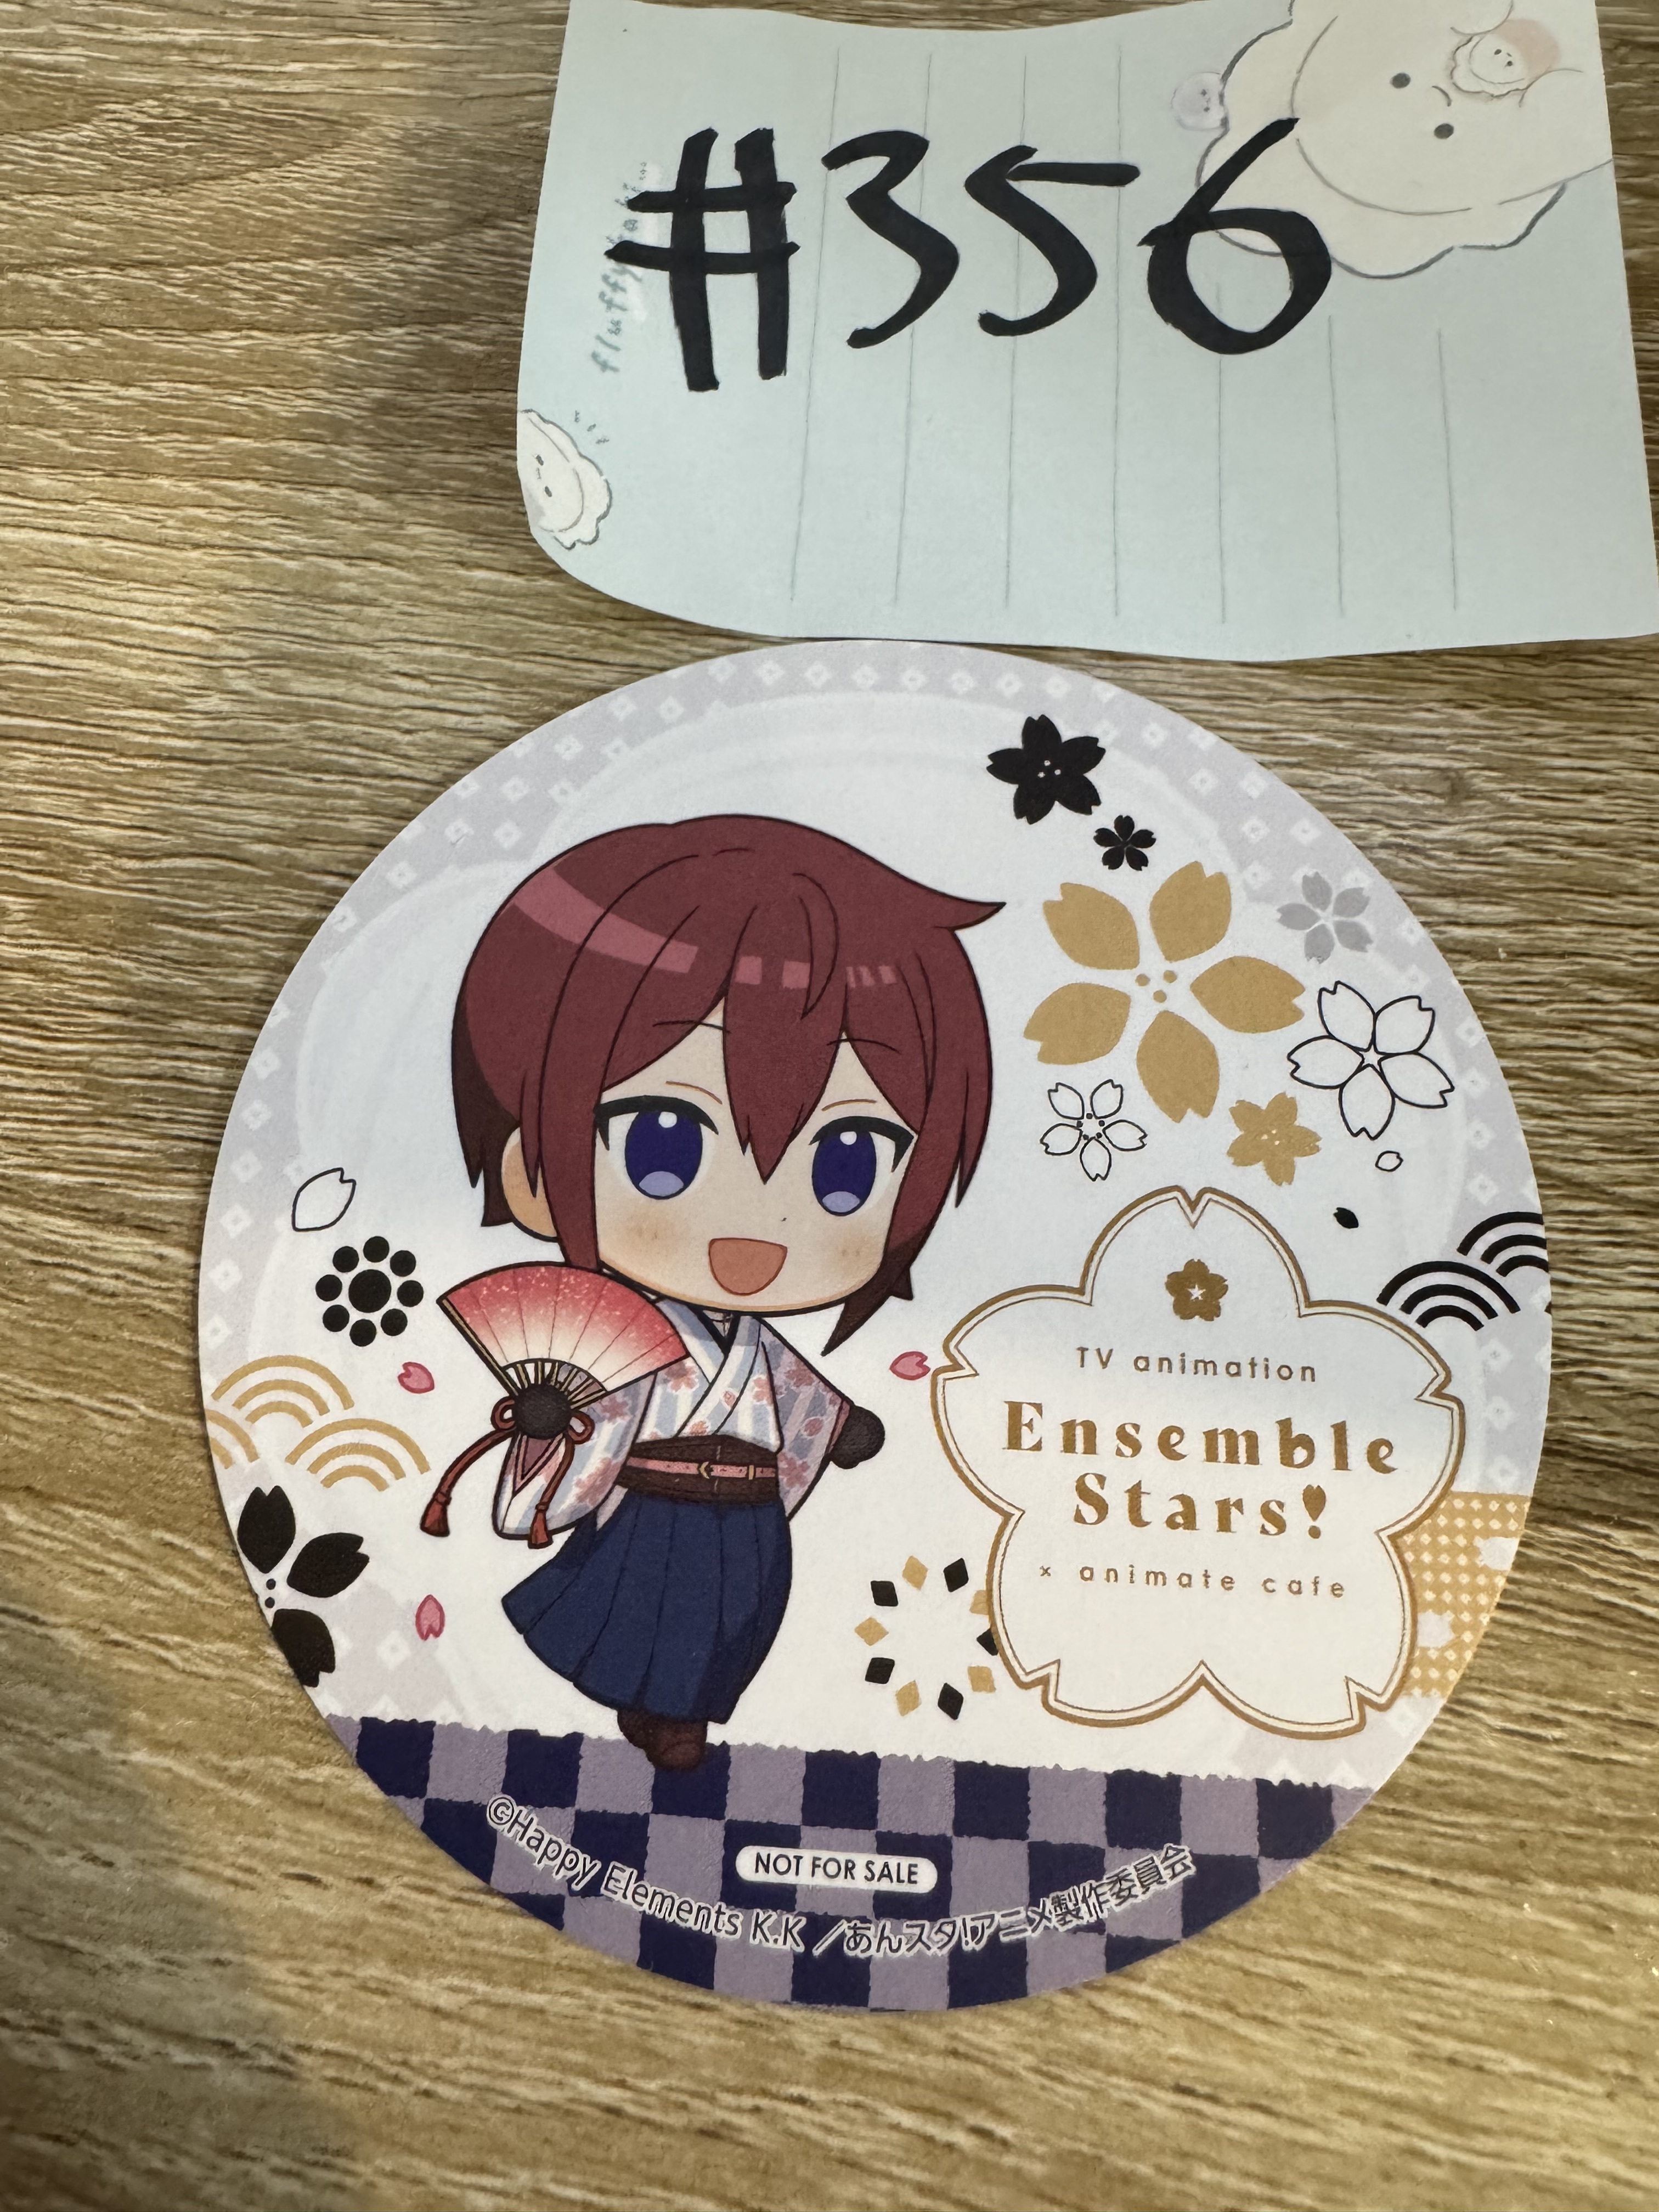 #356
TV animation
Ensemble
Stars!
× animate cafe
NOT FOR SALE
©Happy Elements K.K /あんスタ!アニメ製作委員会